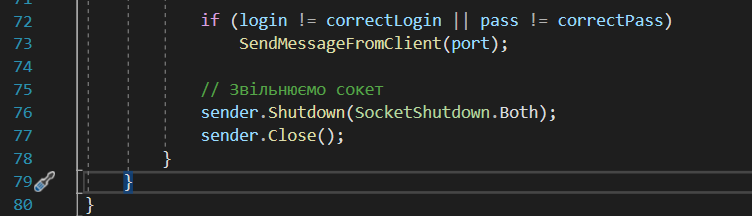 72 if (login != correctLogin || pass != correctPass)
73 SendMessageFromClient(port);
74
75 // Звільнюємо сокет
76 sender.Shutdown(SocketShutdown.Both);
77 sender.Close();
78 }
79 }
80 }